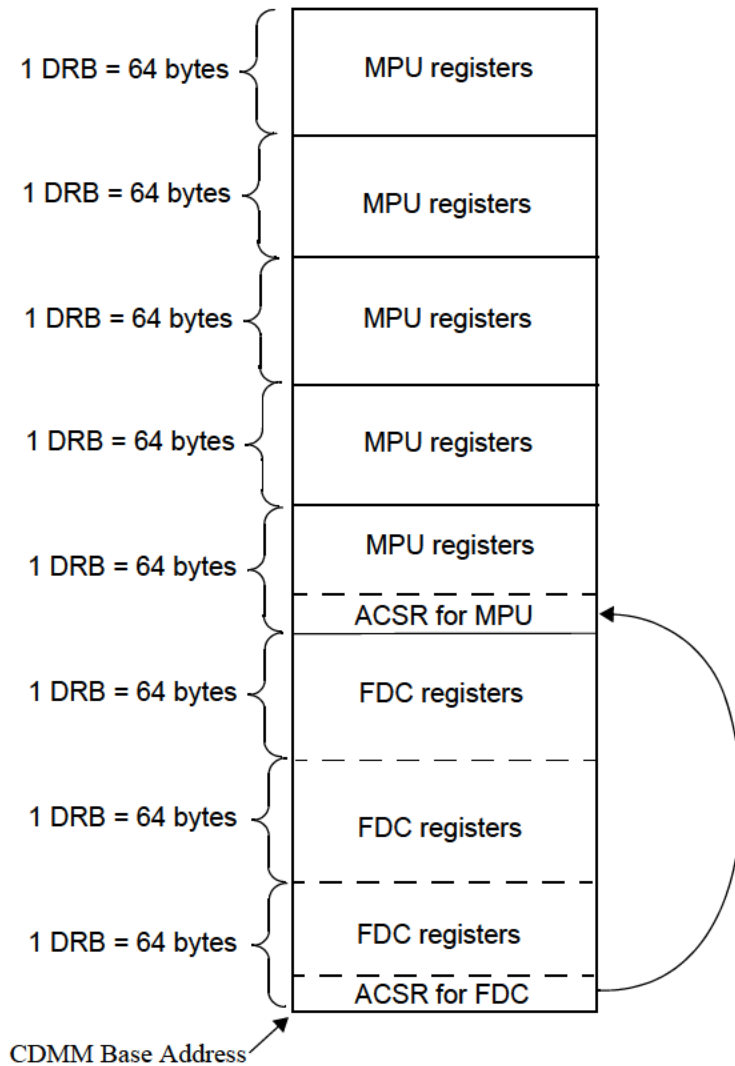 1 DRB = 64 bytes
MPU registers
1 DRB = 64 bytes
MPU registers
1 DRB = 64 bytes
MPU registers
1 DRB = 64 bytes
MPU registers
1 DRB = 64 bytes
MPU registers
ACSR for MPU
1 DRB = 64 bytes
FDC registers
1 DRB = 64 bytes
FDC registers
1 DRB = 64 bytes
FDC registers
ACSR for FDC
CDMM Base Address